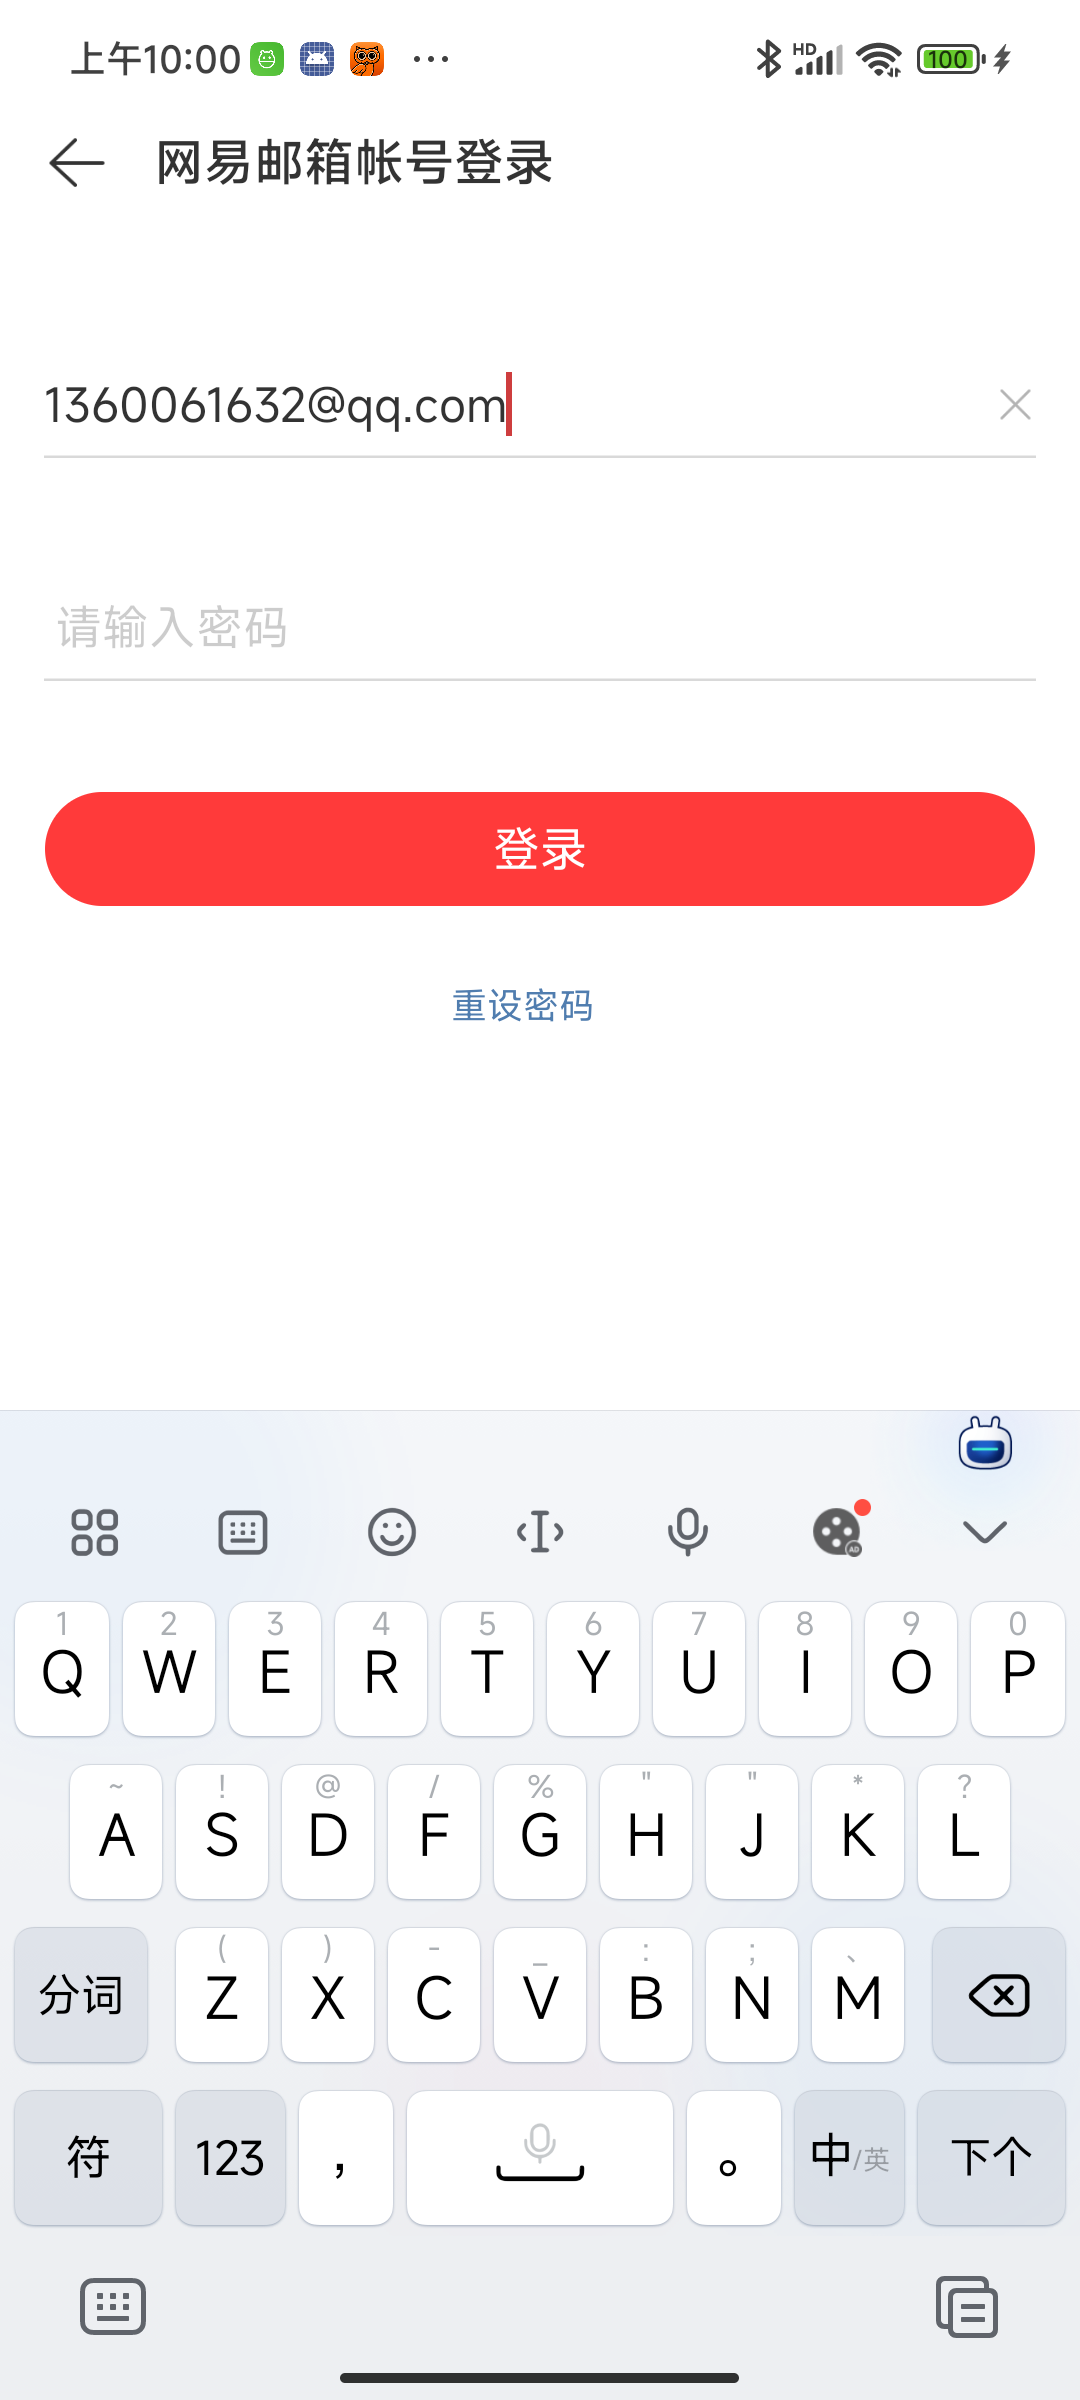 上午10:00 ... HD 100
网易邮箱帐号登录
1360061632@qq.com
请输入密码
登录
重设密码
AD
1 2 3 4 5 6 7 8 9 0
Q W E R T Y U I O P
~ ! @ / % " " * ?
A S D F G H J K L
( ) - _ : ; 、
分词 Z X C V B N M
符 123 , 。 中/英 下个